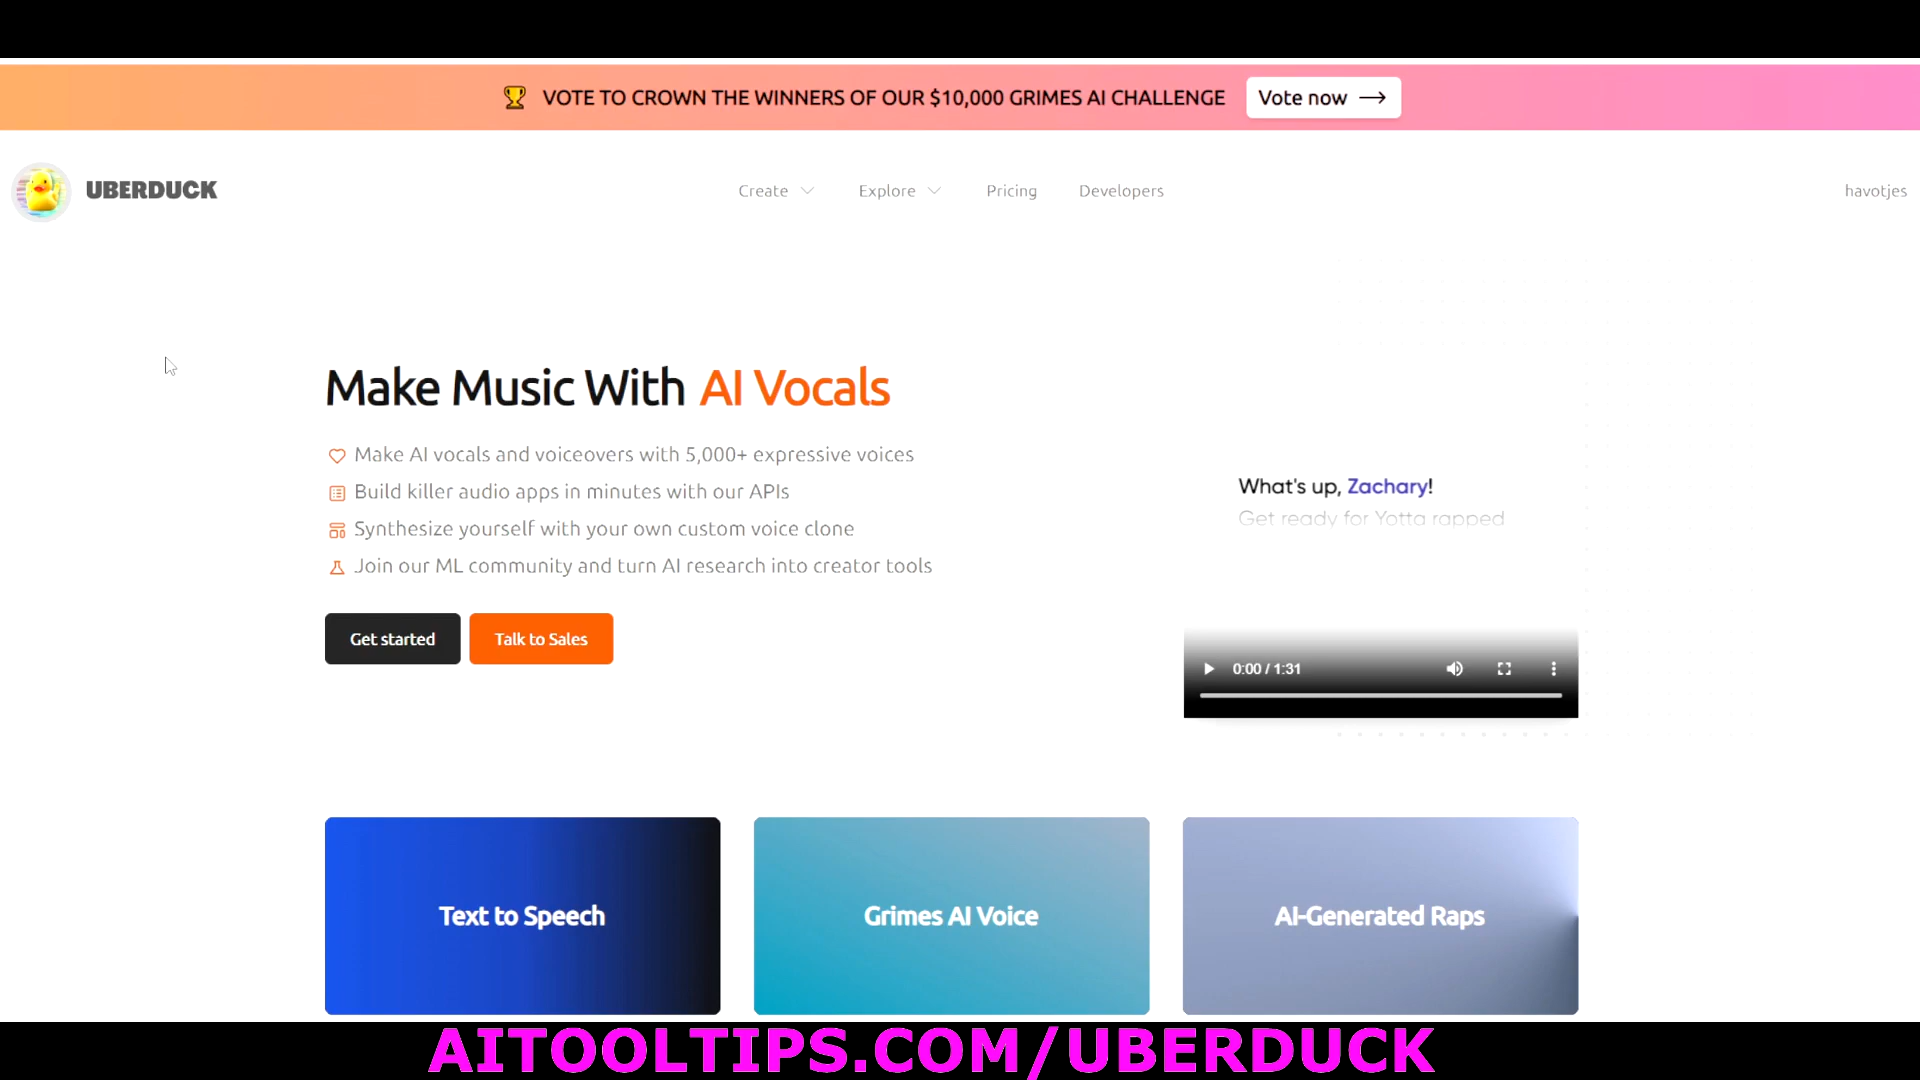 VOTE TO CROWN THE WINNERS OF OUR $10,000 GRIMES AI CHALLENGE
Vote now
UBERDUCK
Create
Explore
Pricing
Developers
havotjes
Make Music With AI Vocals
Make AI vocals and voiceovers with 5,000+ expressive voices
Build killer audio apps in minutes with our APIs
Synthesize yourself with your own custom voice clone
Join our ML community and turn AI research into creator tools
Get started
Talk to Sales
What's up, Zachary!
Get ready for Yotta rapped
0:00 / 1:31
Text to Speech
Grimes AI Voice
AI-Generated Raps
AITOOLTIPS.COM/UBERDUCK